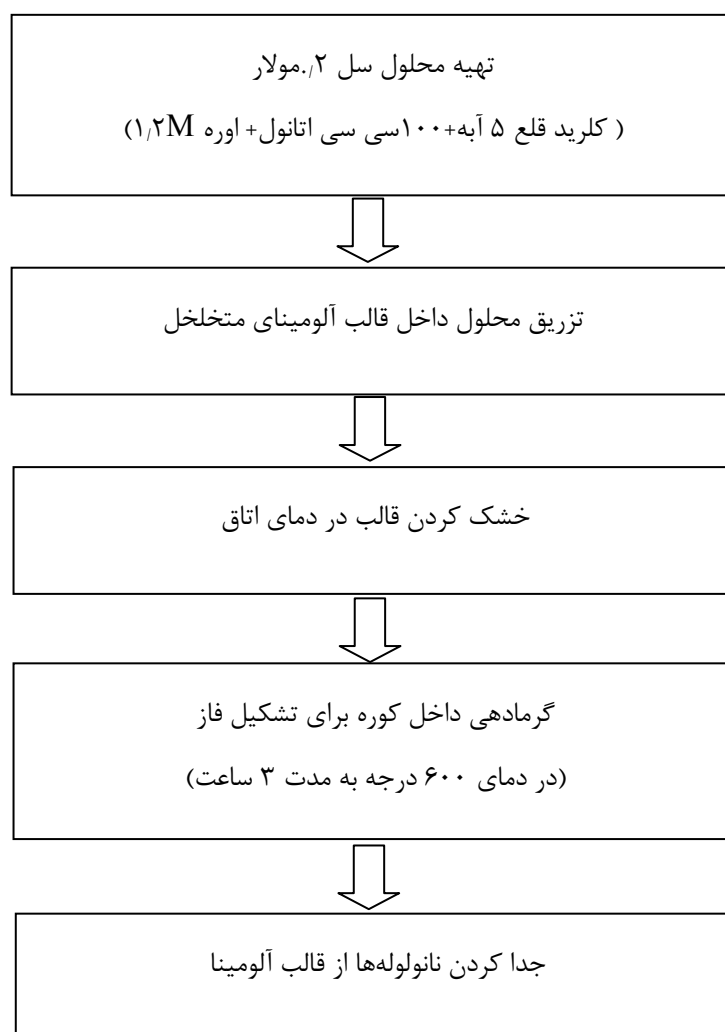 تهیه محلول سل ۲/.مولار
( کلرید قلع ۵ آبه+۱۰۰سی سی اتانول+ اوره ۱/۲M)
تزریق محلول داخل قالب آلومینای متخلخل
خشک کردن قالب در دمای اتاق
گرمادهی داخل کوره برای تشکیل فاز
(در دمای ۶۰۰ درجه به مدت ۳ ساعت)
جدا کردن نانولوله‌ها از قالب آلومینا